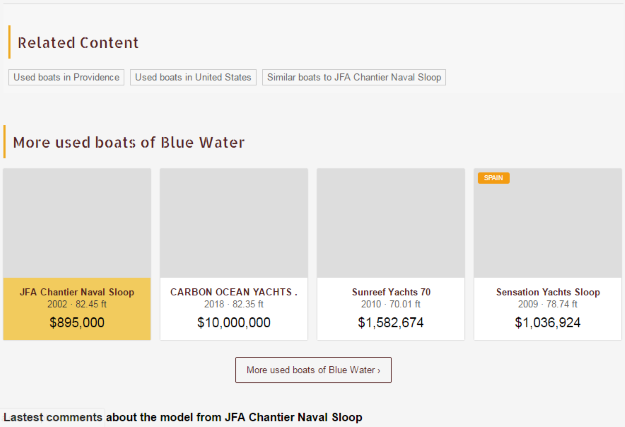 Related Content
Used boats in Providence
Used boats in United States
Similar boats to JFA Chantier Naval Sloop
More used boats of Blue Water
JFA Chantier Naval Sloop
2002 · 82.45 ft
$895,000
CARBON OCEAN YACHTS .
2018 · 82.35 ft
$10,000,000
Sunreef Yachts 70
2010 · 70.01 ft
$1,582,674
SPAIN
Sensation Yachts Sloop
2009 · 78.74 ft
$1,036,924
More used boats of Blue Water ›
Lastest comments about the model from JFA Chantier Naval Sloop